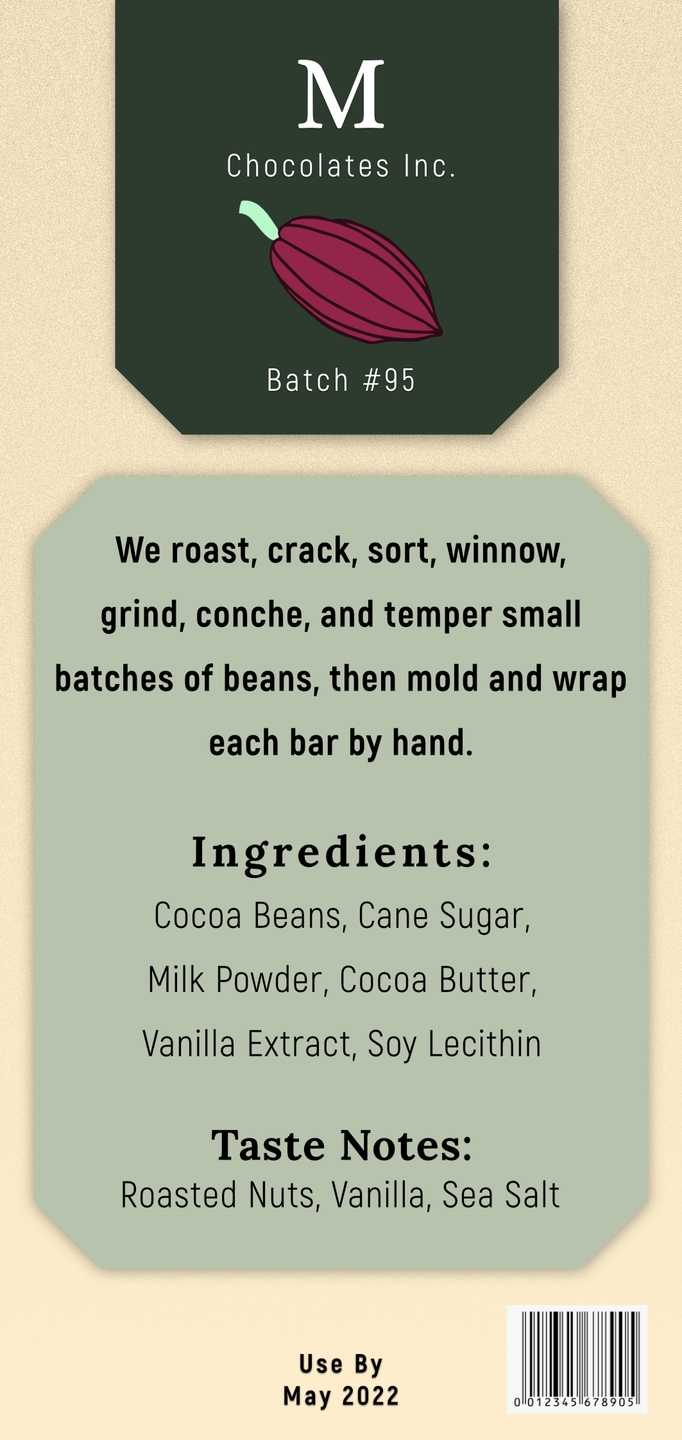 M
Chocolates Inc.
Batch #95
We roast, crack, sort, winnow,
grind, conche, and temper small
batches of beans, then mold and wrap
each bar by hand.
Ingredients:
Cocoa Beans, Cane Sugar,
Milk Powder, Cocoa Butter,
Vanilla Extract, Soy Lecithin
Taste Notes:
Roasted Nuts, Vanilla, Sea Salt
Use By
May 2022
0 012345 678905